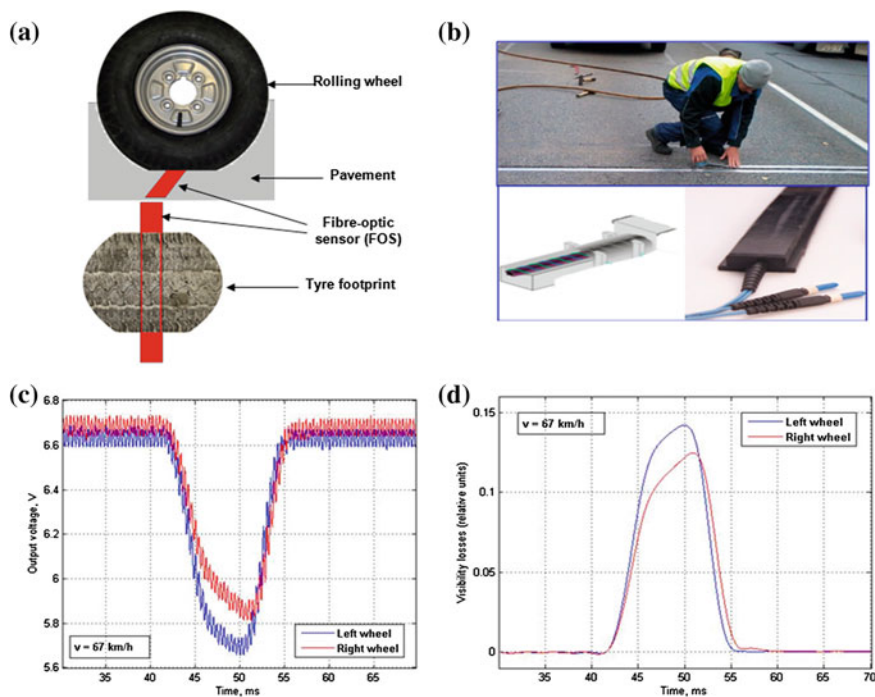 (a)
Rolling wheel
Pavement
Fibre-optic
sensor (FOS)
Tyre footprint
(b)
(c)
6.8
6.6
6.4
6.2
6
5.8
5.6
Output voltage, V
v = 67 km/h
Left wheel
Right wheel
35 40 45 50 55 60 65
Time, ms
(d)
0.15
0.1
0.05
0
Visibility losses (relative units)
v = 67 km/h
Left wheel
Right wheel
35 40 45 50 55 60 65 70
Time, ms